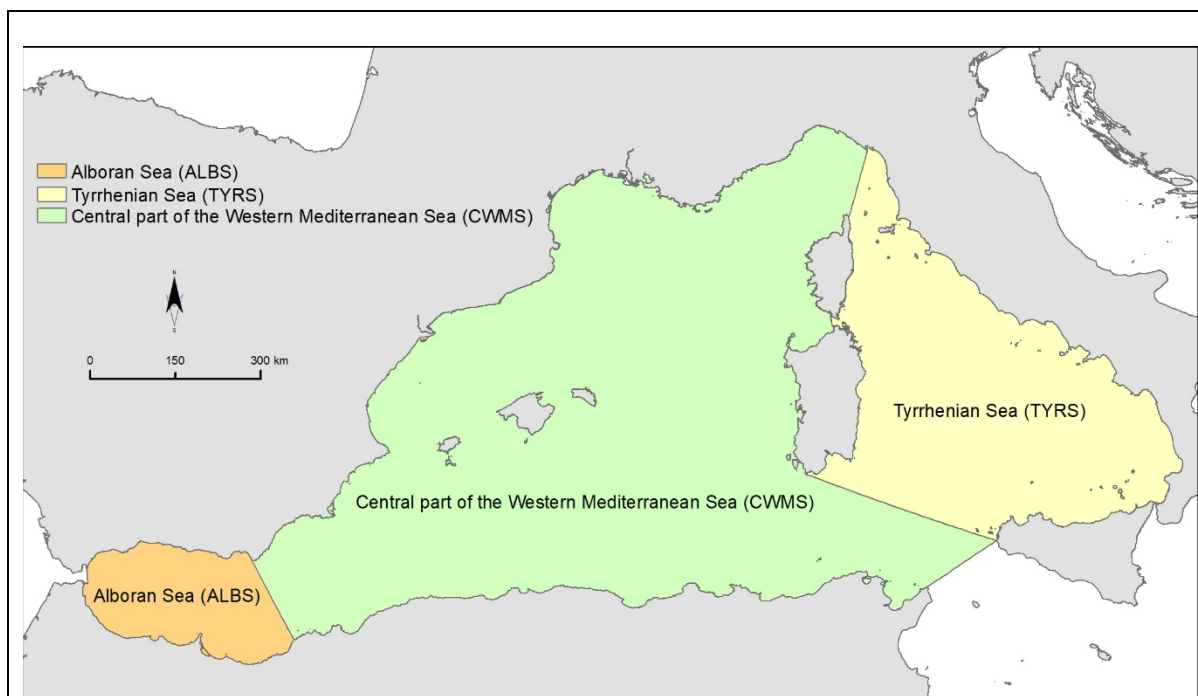 Alboran Sea (ALBS)
Tyrrhenian Sea (TYRS)
Central part of the Western Mediterranean Sea (CWMS)
N
S
0 150 300 km
Tyrrhenian Sea (TYRS)
Central part of the Western Mediterranean Sea (CWMS)
Alboran Sea (ALBS)